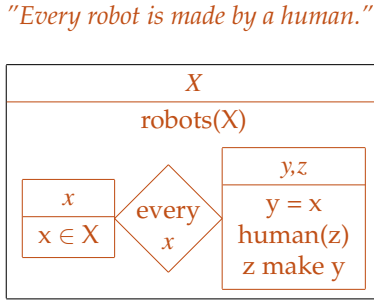 "Every robot is made by a human."
X
robots(X)
x
x ∈ X
every
x
y,z
y = x
human(z)
z make y